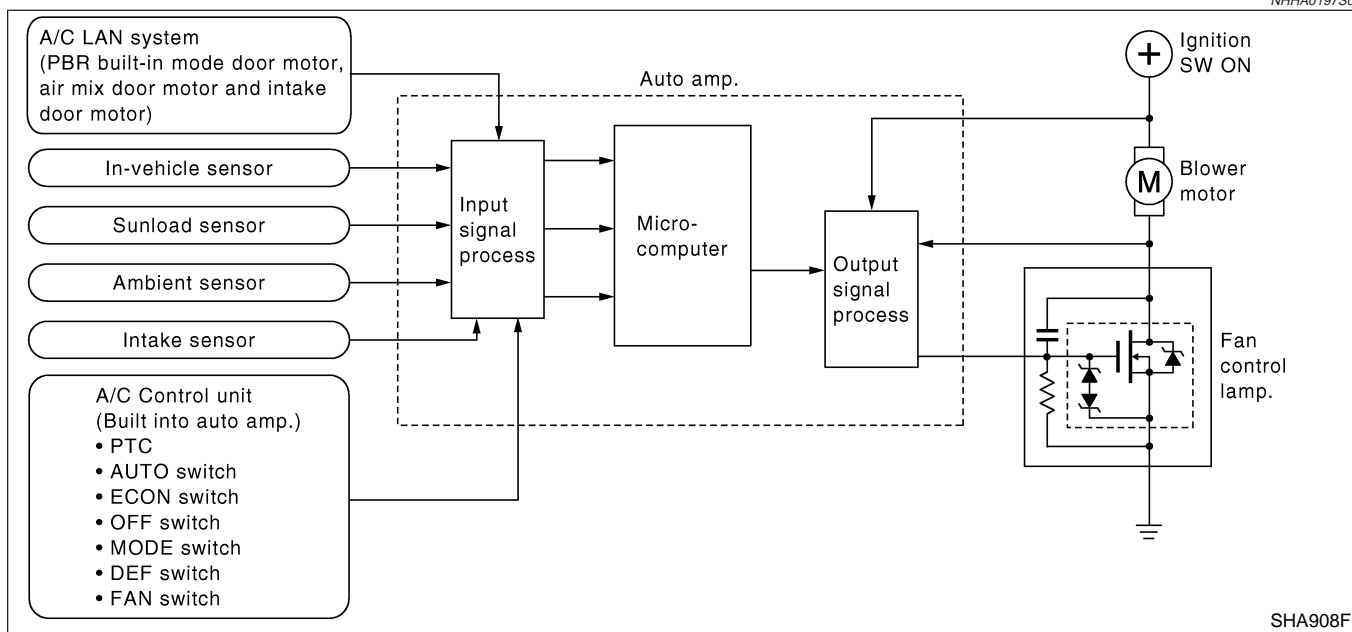 NHHA0197S0
A/C LAN system
(PBR built-in mode door motor,
air mix door motor and intake
door motor)
In-vehicle sensor
Sunload sensor
Ambient sensor
Intake sensor
A/C Control unit
(Built into auto amp.)
• PTC
• AUTO switch
• ECON switch
• OFF switch
• MODE switch
• DEF switch
• FAN switch
Auto amp.
Input
signal
process
Micro-
computer
Output
signal
process
+
Ignition
SW ON
M
Blower
motor
Fan
control
lamp.
SHA908F